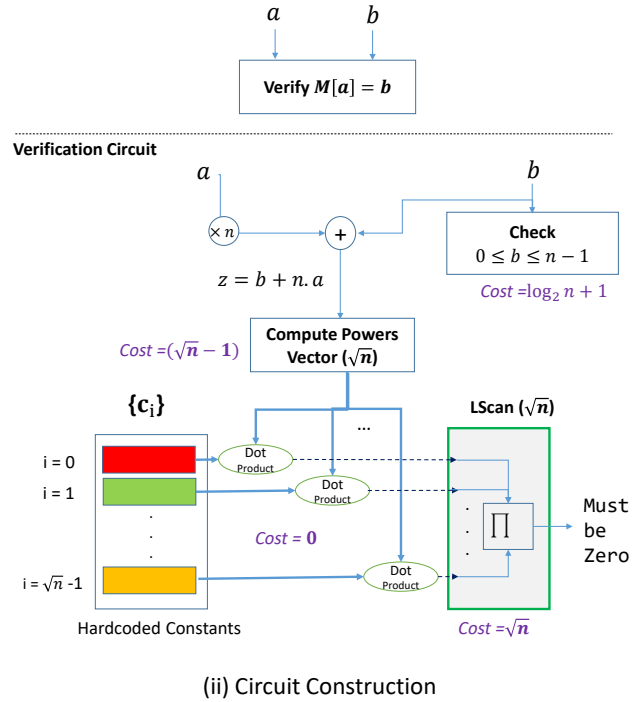 a
b
Verify M[a] = b
Verification Circuit
a
b
× n
+
Check
0 ≤ b ≤ n − 1
z = b + n. a
Cost =log₂ n + 1
Cost =(√n − 1)
Compute Powers
Vector (√n)
{cᵢ}
LScan (√n)
...
i = 0
Dot
Product
i = 1
Dot
Product
.
.
.
.
.
.
.
.
.
∏
Must
be
Zero
Cost = 0
i = √n -1
Dot
Product
Hardcoded Constants
Cost =√n
(ii) Circuit Construction